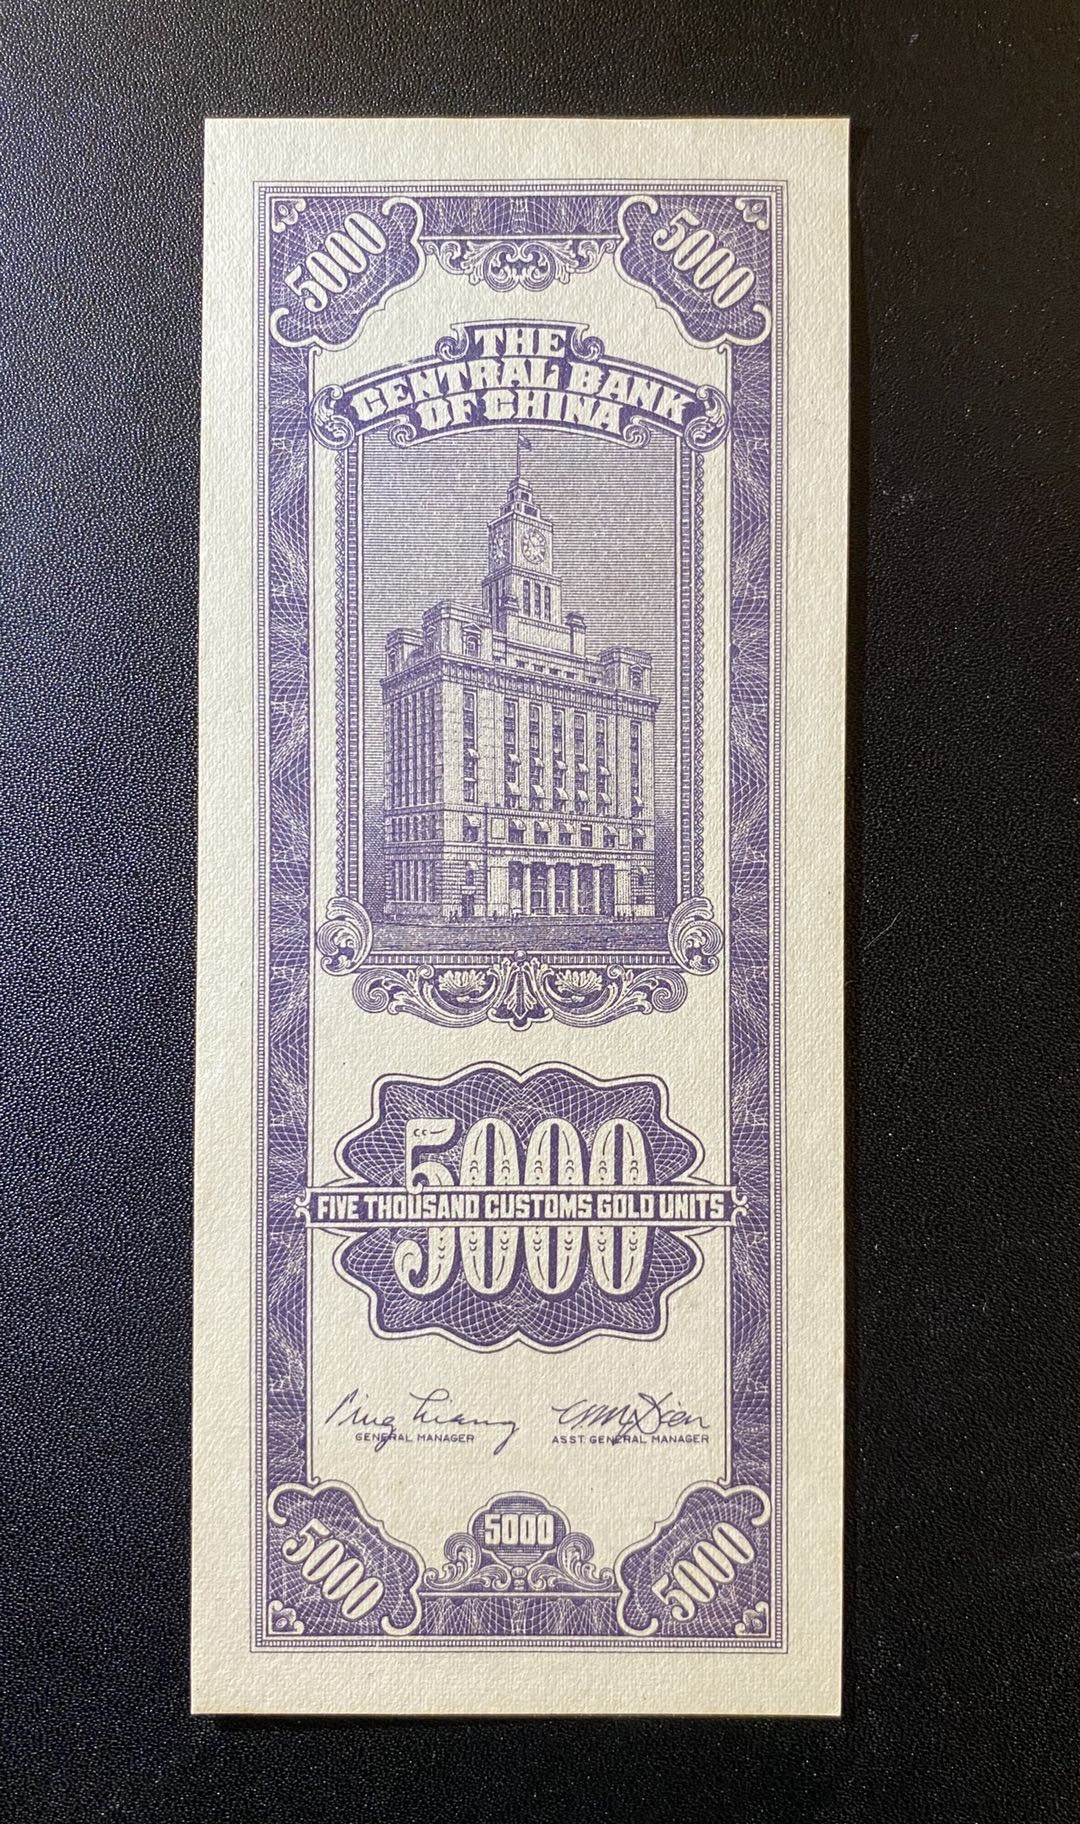 5000 5000
THE
CENTRAL BANK
OF CHINA
5000
FIVE THOUSAND CUSTOMS GOLD UNITS
GENERAL MANAGER ASST. GENERAL MANAGER
5000
5000 5000